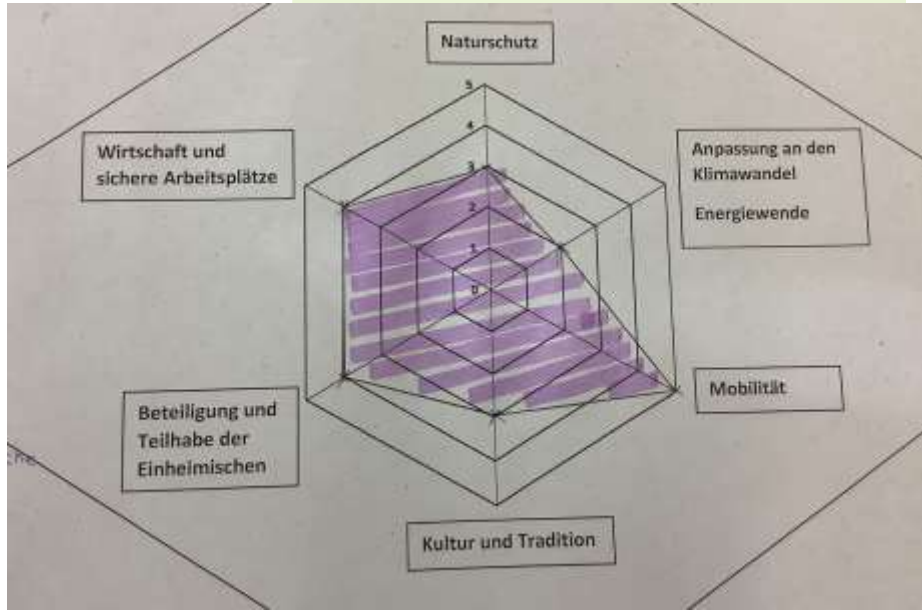 Naturschutz
Wirtschaft und
sichere Arbeitsplätze
Anpassung an den
Klimawandel
Energiewende
5
4
3
2
1
0
Mobilität
Beteiligung und
Teilhabe der
Einheimischen
Kultur und Tradition
che